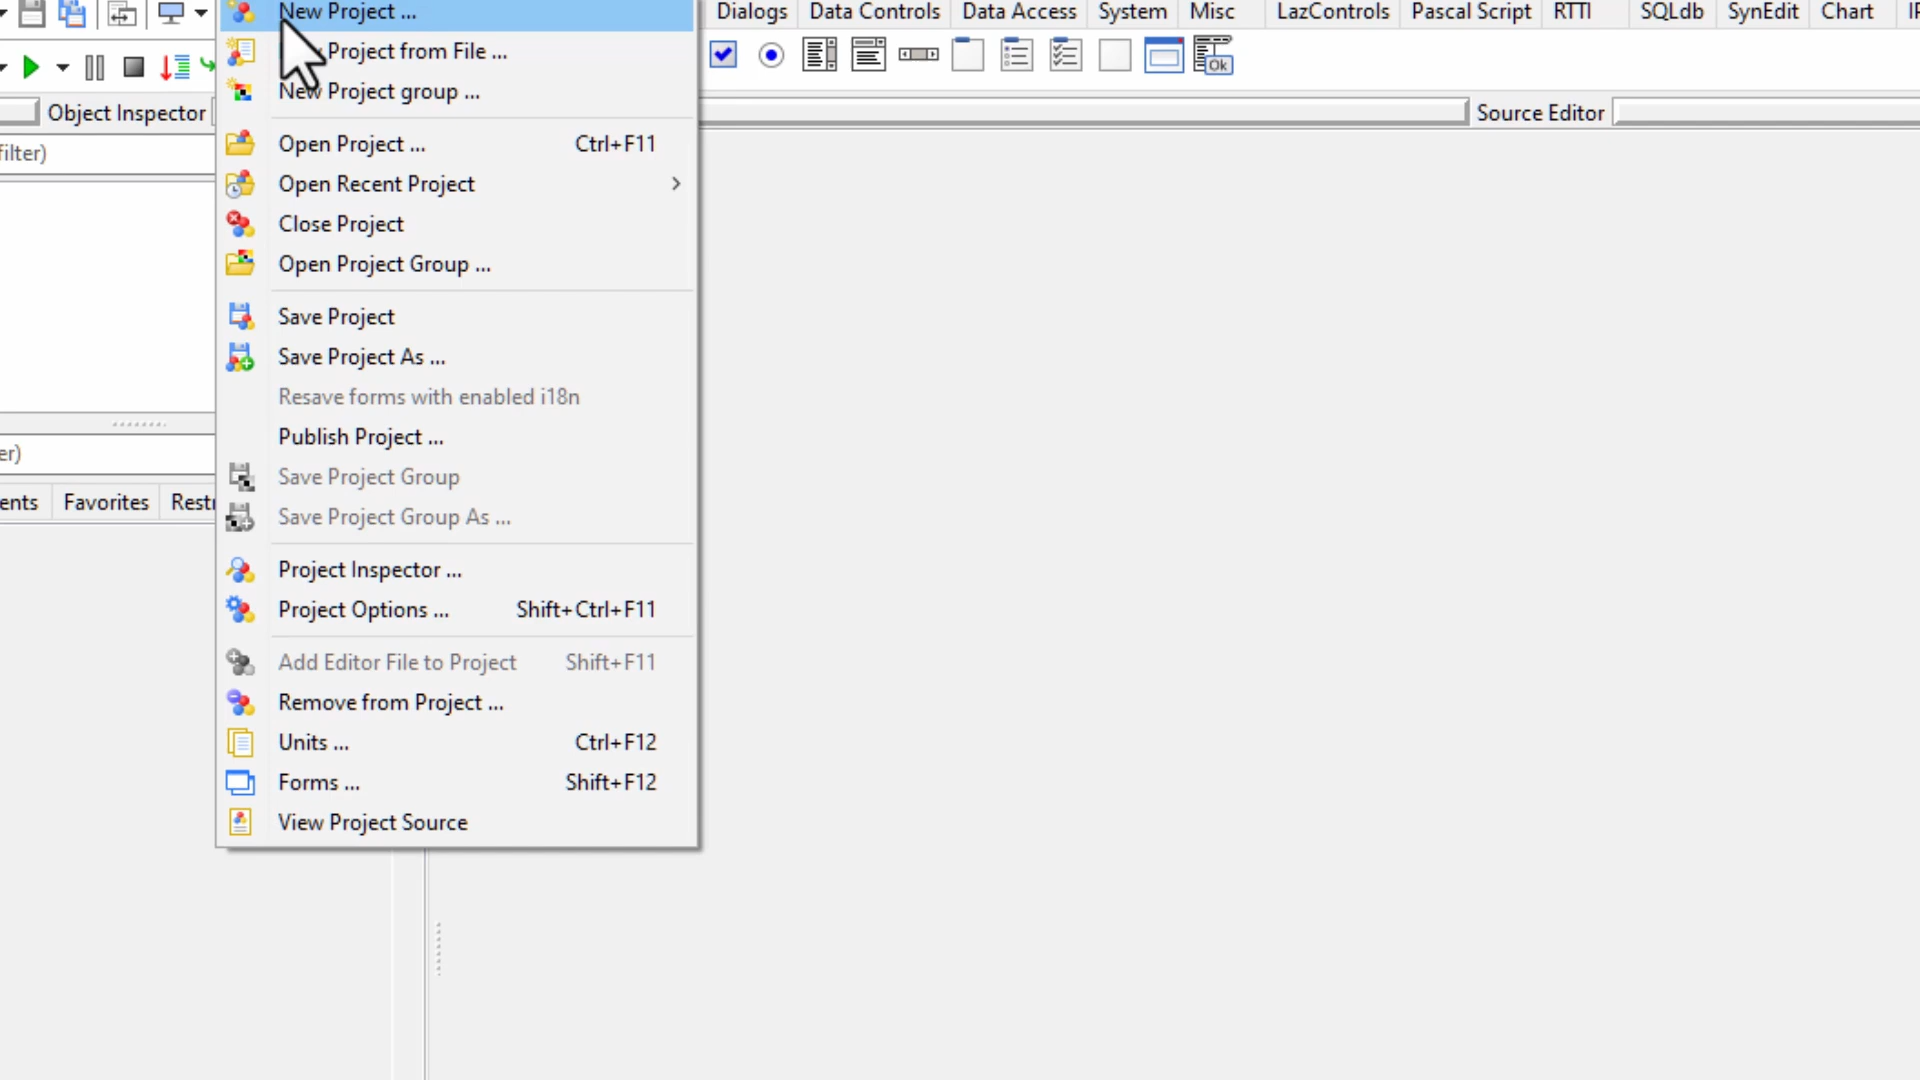 New Project ...
Project from File ...
New Project group ...
Open Project ... Ctrl+F11
Open Recent Project
Close Project
Open Project Group ...
Save Project
Save Project As ...
Resave forms with enabled i18n
Publish Project ...
Save Project Group
Save Project Group As ...
Project Inspector ...
Project Options ... Shift+Ctrl+F11
Add Editor File to Project Shift+F11
Remove from Project ...
Units ... Ctrl+F12
Forms ... Shift+F12
View Project Source
Dialogs Data Controls Data Access System Misc LazControls Pascal Script RTTI SQLdb SynEdit Chart
Ok
Object Inspector
Source Editor
filter)
er)
ents Favorites Restr